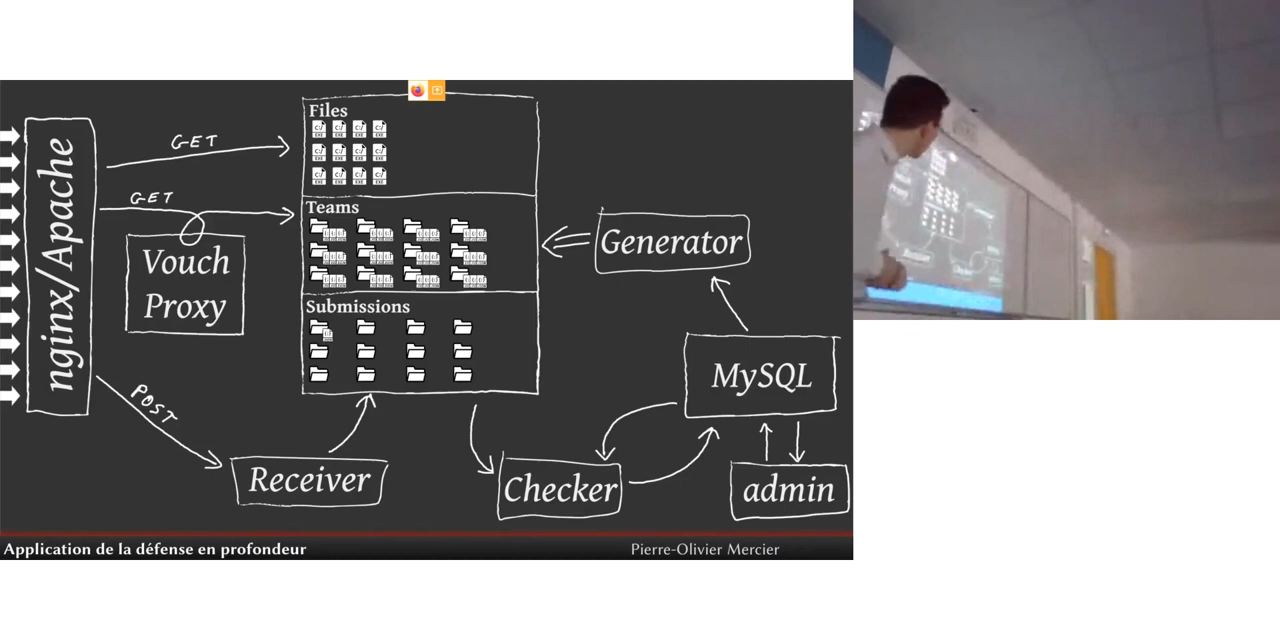 nginx/Apache
GET
GET
Vouch
Proxy
POST
Receiver
Files
Teams
Submissions
Generator
MySQL
Checker
admin
Application de la défense en profondeur
Pierre-Olivier Mercier